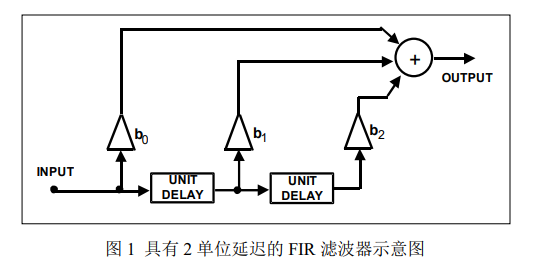 +
OUTPUT
b0
b1
b2
INPUT
UNIT
DELAY
UNIT
DELAY
图 1 具有 2 单位延迟的 FIR 滤波器示意图